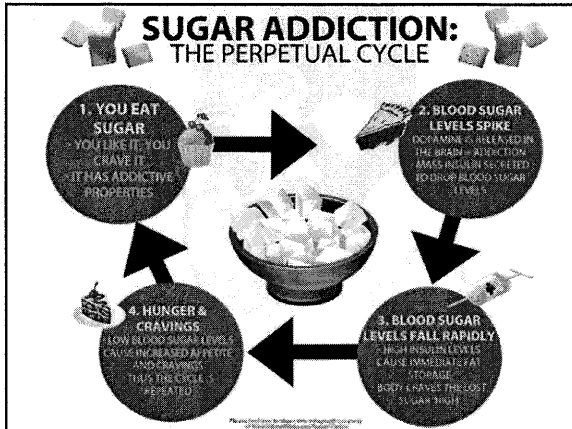 SUGAR ADDICTION:
THE PERPETUAL CYCLE
1. YOU EAT
SUGAR
- YOU LIKE IT, YOU
CRAVE IT
- IT HAS ADDICTIVE
PROPERTIES
2. BLOOD SUGAR
LEVELS SPIKE
DOPAMINE IS RELEASED IN
THE BRAIN = ADDICTION
MASS INSULIN SECRETED
TO DROP BLOOD SUGAR
LEVELS
3. BLOOD SUGAR
LEVELS FALL RAPIDLY
- HIGH INSULIN LEVELS
CAUSE IMMEDIATE FAT
STORAGE
BODY CRAVES THE LOST
SUGAR HIGH
4. HUNGER &
CRAVINGS
LOW BLOOD SUGAR LEVELS
CAUSE INCREASED APPETITE
AND CRAVINGS
THUS THE CYCLE IS
REPEATED